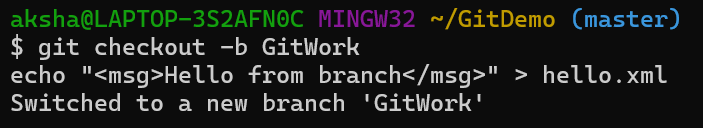 aksha@LAPTOP-3S2AFN0C MINGW32 ~/GitDemo (master)
$ git checkout -b GitWork
echo "<msg>Hello from branch</msg>" > hello.xml
Switched to a new branch 'GitWork'